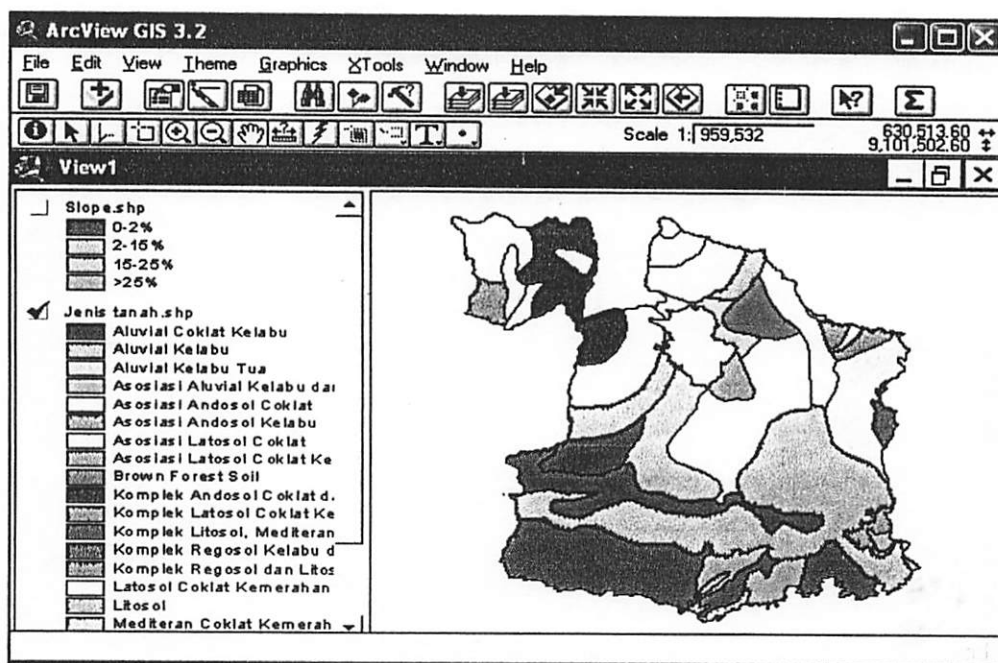 ArcView GIS 3.2
File Edit View Theme Graphics XTools Window Help
Scale 1: 959,532
630,513.60
9,101,502.60
View1
Slope.shp
0-2%
2-15%
15-25%
>25%
Jenis tanah.shp
Aluvial Coklat Kelabu
Aluvial Kelabu
Aluvial Kelabu Tua
Asosiasi Aluvial Kelabu dar
Asosiasi Andosol Coklat
Asosiasi Andosol Kelabu
Asosiasi Latosol Coklat
Asosiasi Latosol Coklat Ke
Brown Forest Soil
Komplek Andosol Coklat d.
Komplek Latosol Coklat Ke
Komplek Litosol, Mediteran
Komplek Regosol Kelabu d
Komplek Regosol dan Litos
Latosol Coklat Kemerahan
Litosol
Mediteran Coklat Kemerah